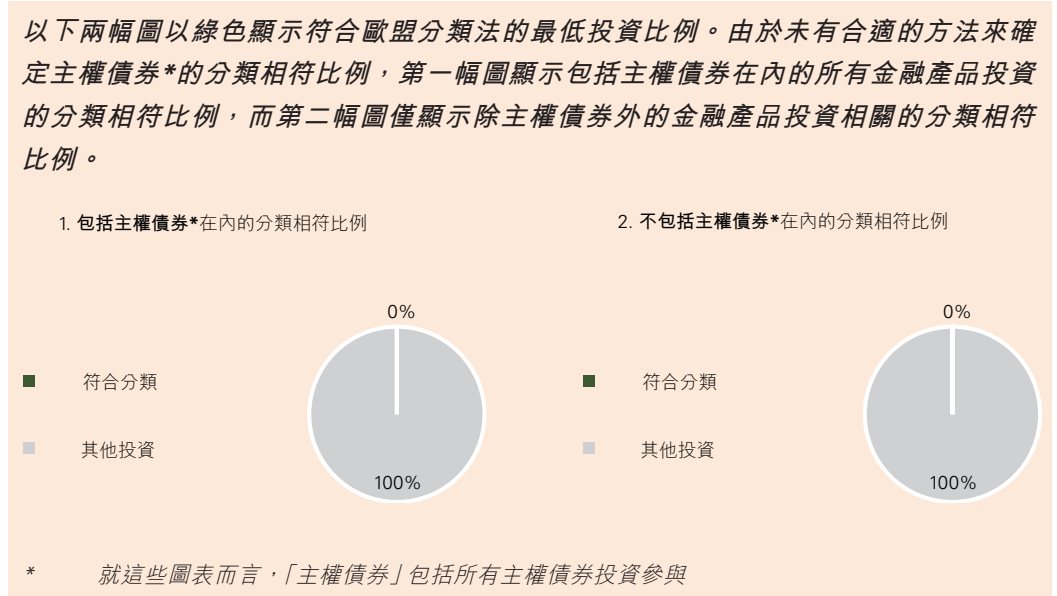 以下兩幅圖以綠色顯示符合歐盟分類法的最低投資比例。由於未有合適的方法來確
定主權債券*的分類相符比例，第一幅圖顯示包括主權債券在內的所有金融產品投資
的分類相符比例，而第二幅圖僅顯示除主權債券外的金融產品投資相關的分類相符
比例。
1. 包括主權債券*在內的分類相符比例
0%
符合分類
其他投資
100%
2. 不包括主權債券*在內的分類相符比例
0%
符合分類
其他投資
100%
* 就這些圖表而言，「主權債券」包括所有主權債券投資參與